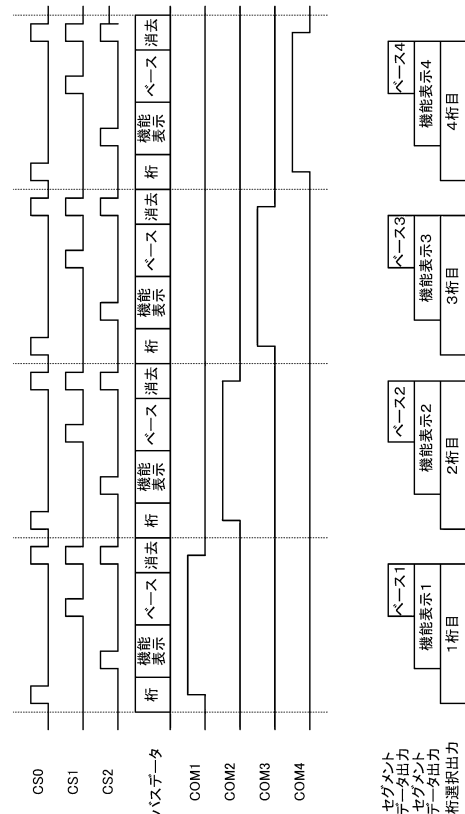 CS0
CS1
CS2
バスデータ
桁 機能表示 ベース 消去 桁 機能表示 ベース 消去 桁 機能表示 ベース 消去 桁 機能表示 ベース 消去
COM1
COM2
COM3
COM4
セグメント
データ出力
ベース1 ベース2 ベース3 ベース4
セグメント
データ出力
機能表示1 機能表示2 機能表示3 機能表示4
桁選択出力
1桁目 2桁目 3桁目 4桁目